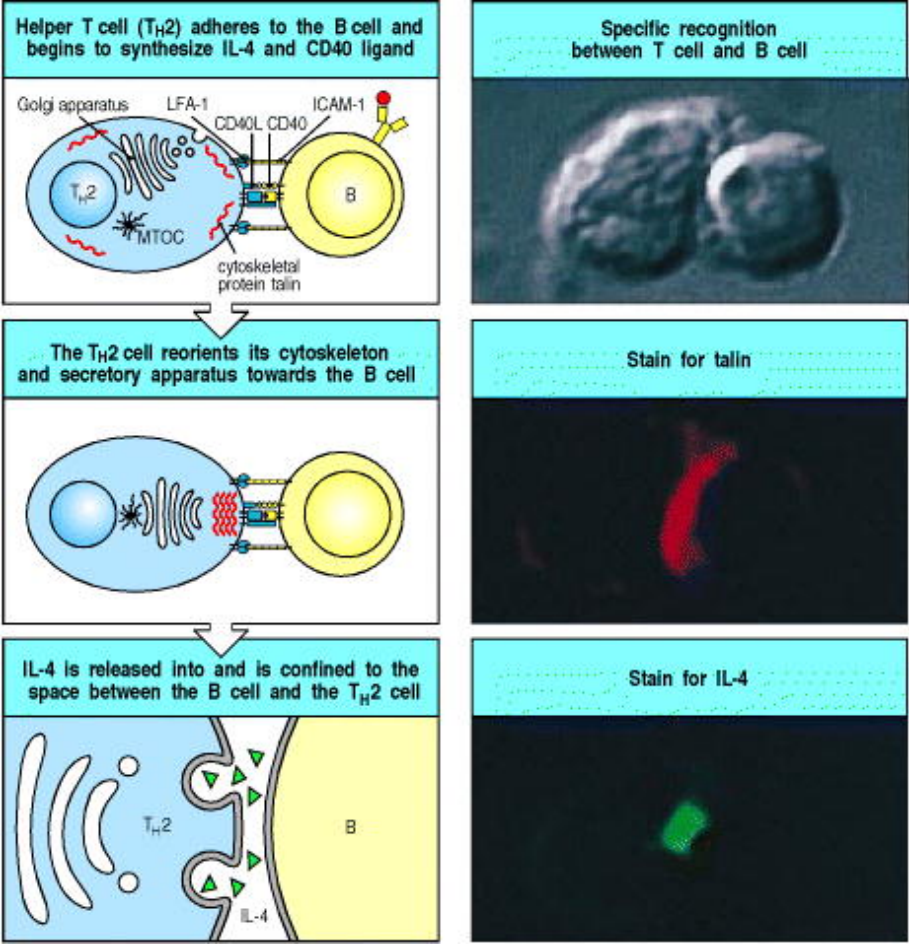 Helper T cell (TH2) adheres to the B cell and
begins to synthesize IL-4 and CD40 ligand
Golgi apparatus
LFA-1
ICAM-1
CD40L
CD40
TH2
B
MTOC
cytoskeletal
protein talin
Specific recognition
between T cell and B cell
The TH2 cell reorients its cytoskeleton
and secretory apparatus towards the B cell
Stain for talin
IL-4 is released into and is confined to the
space between the B cell and the TH2 cell
TH2
B
IL-4
Stain for IL-4